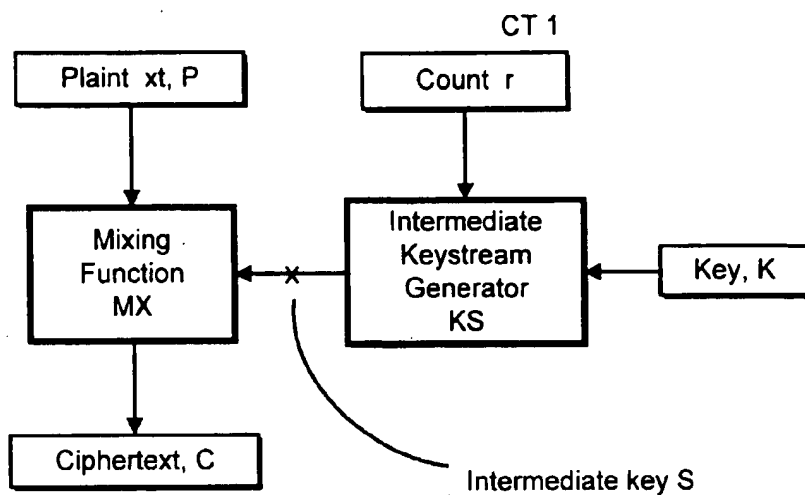 CT 1
Plaint xt, P
Count r
Mixing
Function
MX
Intermediate
Keystream
Generator
KS
Key, K
Ciphertext, C
Intermediate key S